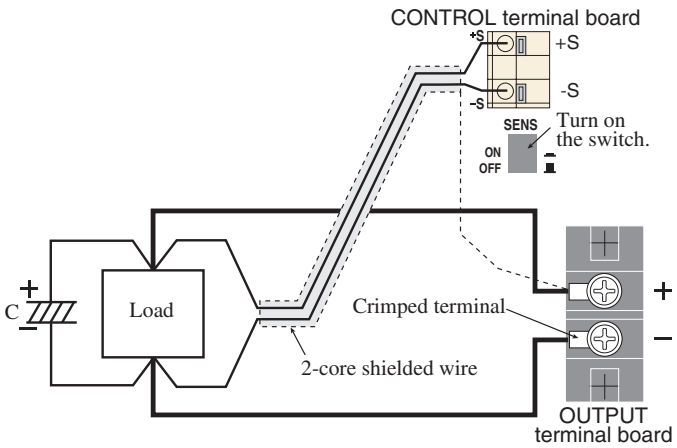 CONTROL terminal board
+S
+S
-S
–S
SENS
Turn on
the switch.
ON
OFF
+
C
–
Load
Crimped terminal
2-core shielded wire
+
–
OUTPUT
terminal board